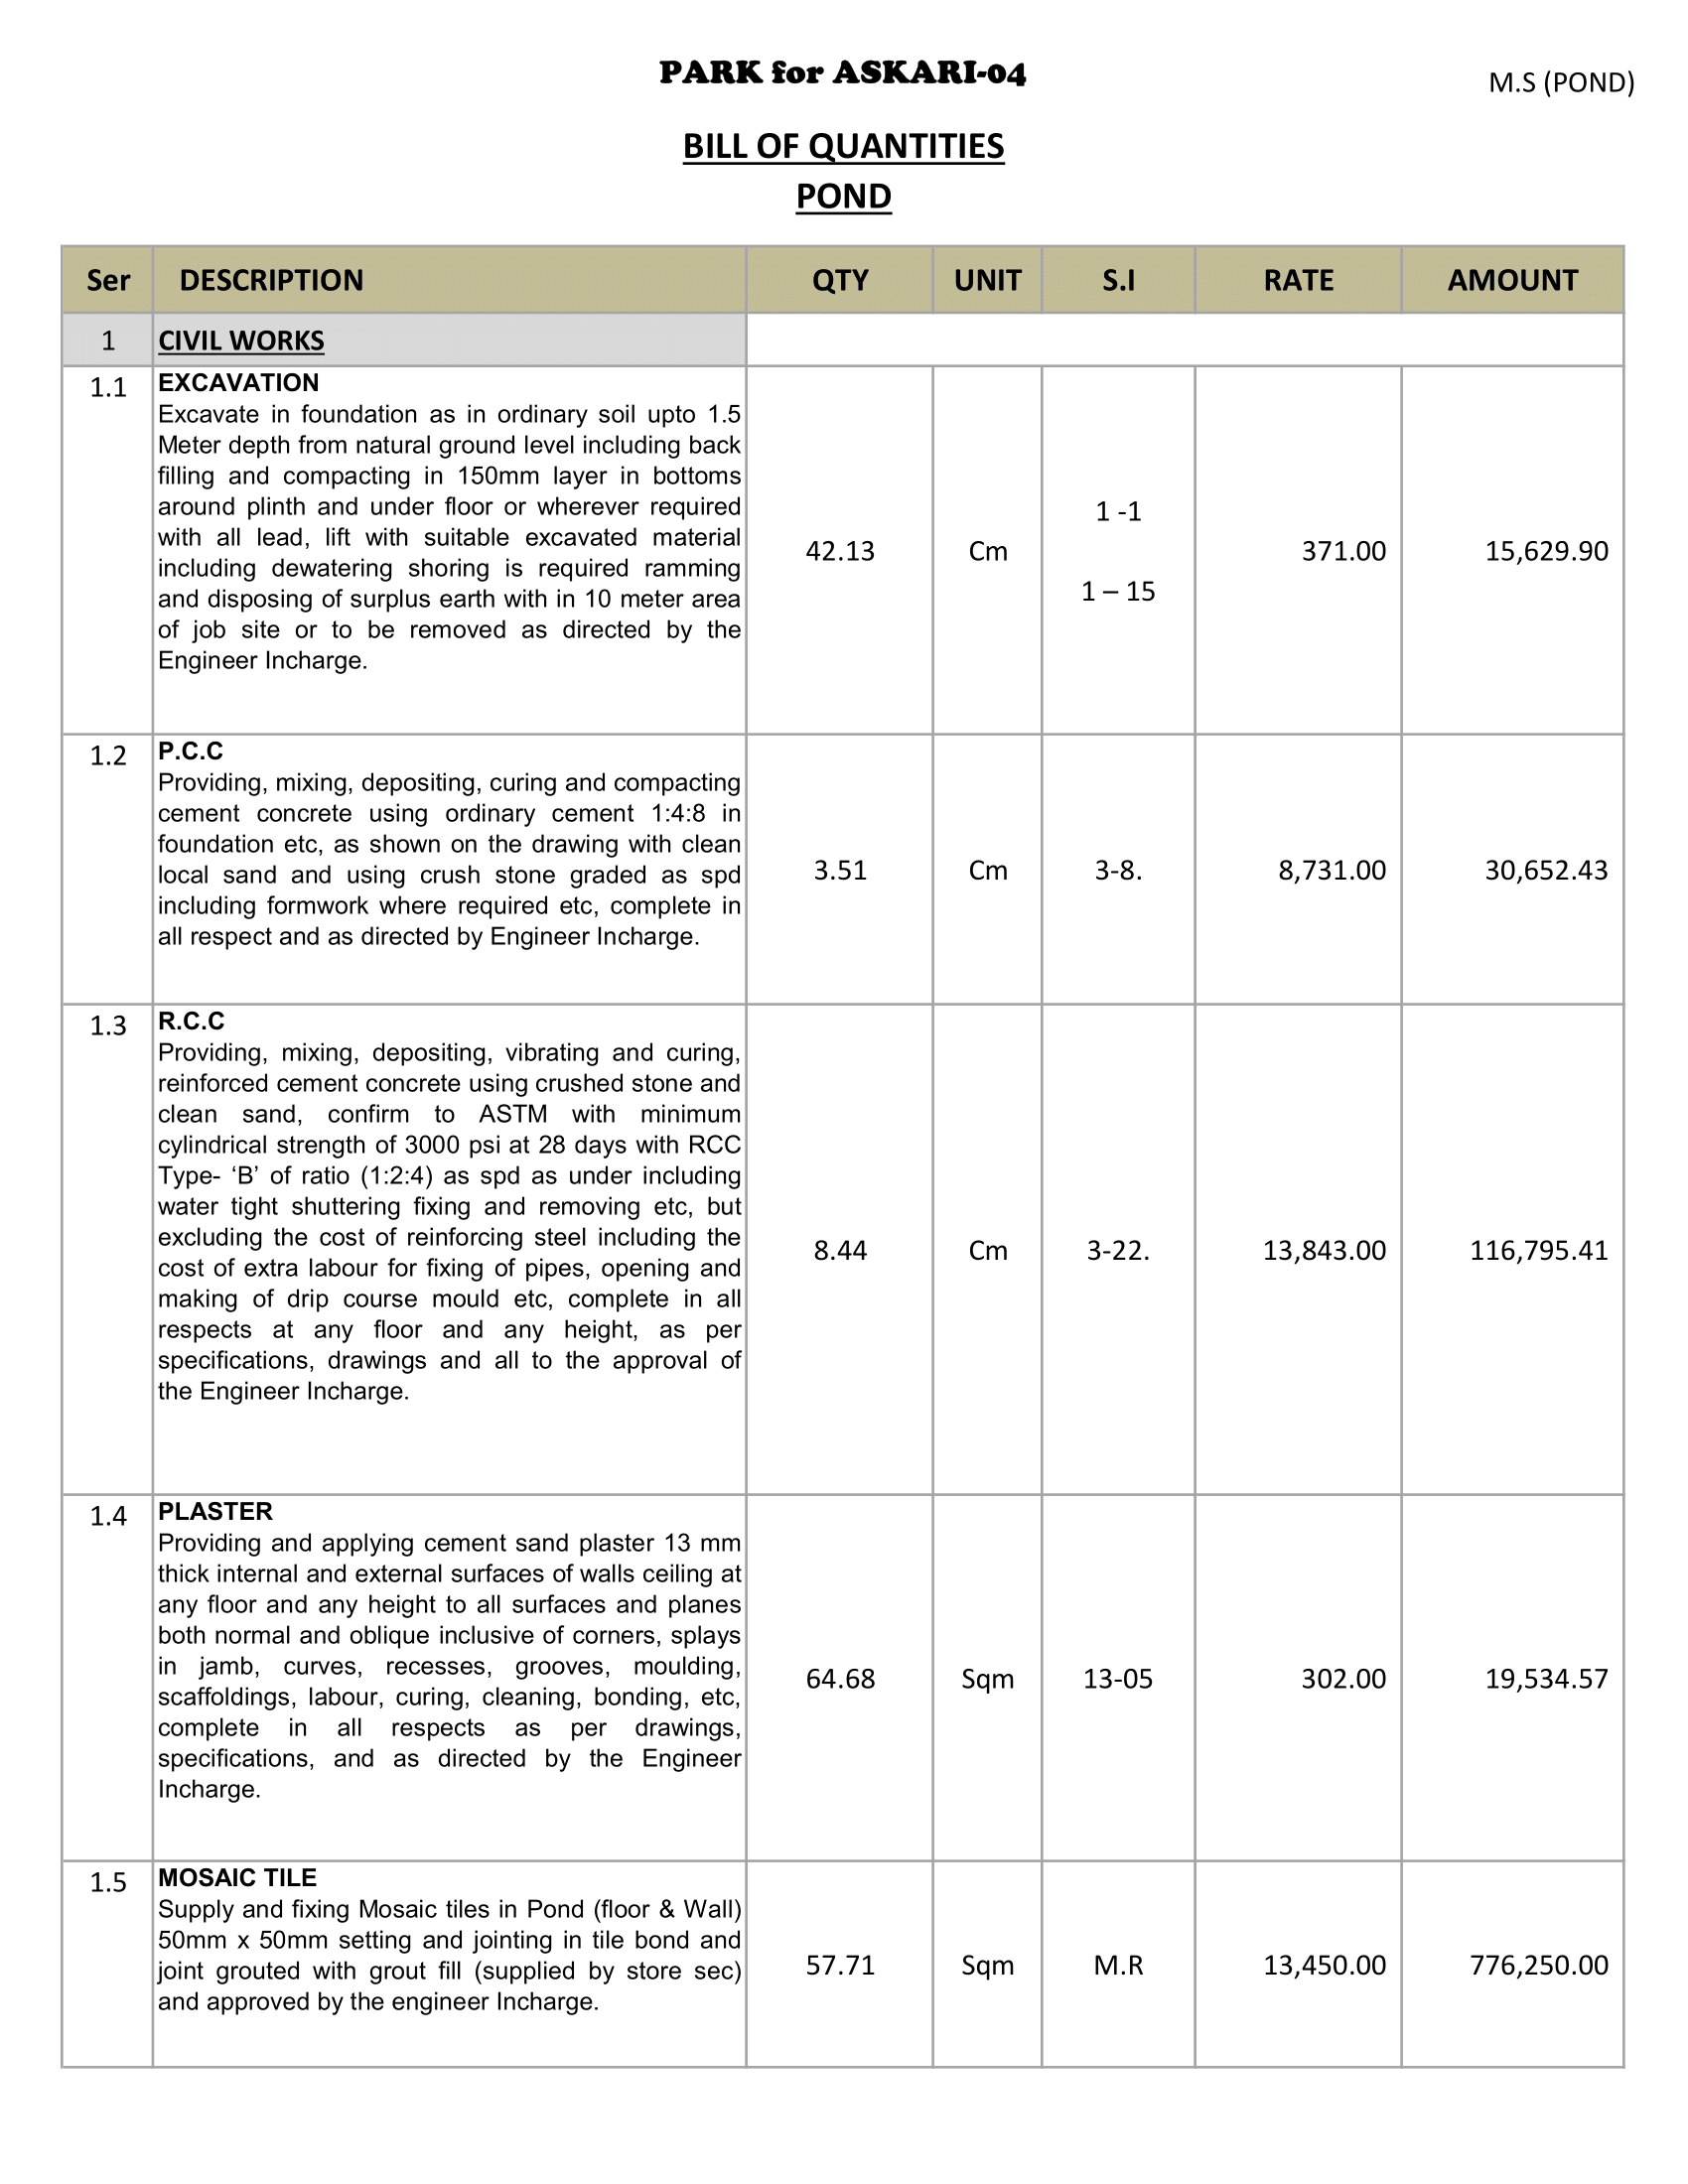 PARK for ASKARI-04
M.S (POND)
BILL OF QUANTITIES
POND
Ser DESCRIPTION QTY UNIT S.I RATE AMOUNT
1 CIVIL WORKS
1.1 EXCAVATION
Excavate in foundation as in ordinary soil upto 1.5
Meter depth from natural ground level including back
filling and compacting in 150mm layer in bottoms
around plinth and under floor or wherever required
with all lead, lift with suitable excavated material
including dewatering shoring is required ramming
and disposing of surplus earth with in 10 meter area
of job site or to be removed as directed by the
Engineer Incharge.
42.13 Cm 1 -1 371.00 15,629.90
1 – 15
1.2 P.C.C
Providing, mixing, depositing, curing and compacting
cement concrete using ordinary cement 1:4:8 in
foundation etc, as shown on the drawing with clean
local sand and using crush stone graded as spd
including formwork where required etc, complete in
all respect and as directed by Engineer Incharge.
3.51 Cm 3-8. 8,731.00 30,652.43
1.3 R.C.C
Providing, mixing, depositing, vibrating and curing,
reinforced cement concrete using crushed stone and
clean sand, confirm to ASTM with minimum
cylindrical strength of 3000 psi at 28 days with RCC
Type- ‘B’ of ratio (1:2:4) as spd as under including
water tight shuttering fixing and removing etc, but
excluding the cost of reinforcing steel including the
cost of extra labour for fixing of pipes, opening and
making of drip course mould etc, complete in all
respects at any floor and any height, as per
specifications, drawings and all to the approval of
the Engineer Incharge.
8.44 Cm 3-22. 13,843.00 116,795.41
1.4 PLASTER
Providing and applying cement sand plaster 13 mm
thick internal and external surfaces of walls ceiling at
any floor and any height to all surfaces and planes
both normal and oblique inclusive of corners, splays
in jamb, curves, recesses, grooves, moulding,
scaffoldings, labour, curing, cleaning, bonding, etc,
complete in all respects as per drawings,
specifications, and as directed by the Engineer
Incharge.
64.68 Sqm 13-05 302.00 19,534.57
1.5 MOSAIC TILE
Supply and fixing Mosaic tiles in Pond (floor & Wall)
50mm x 50mm setting and jointing in tile bond and
joint grouted with grout fill (supplied by store sec)
and approved by the engineer Incharge.
57.71 Sqm M.R 13,450.00 776,250.00